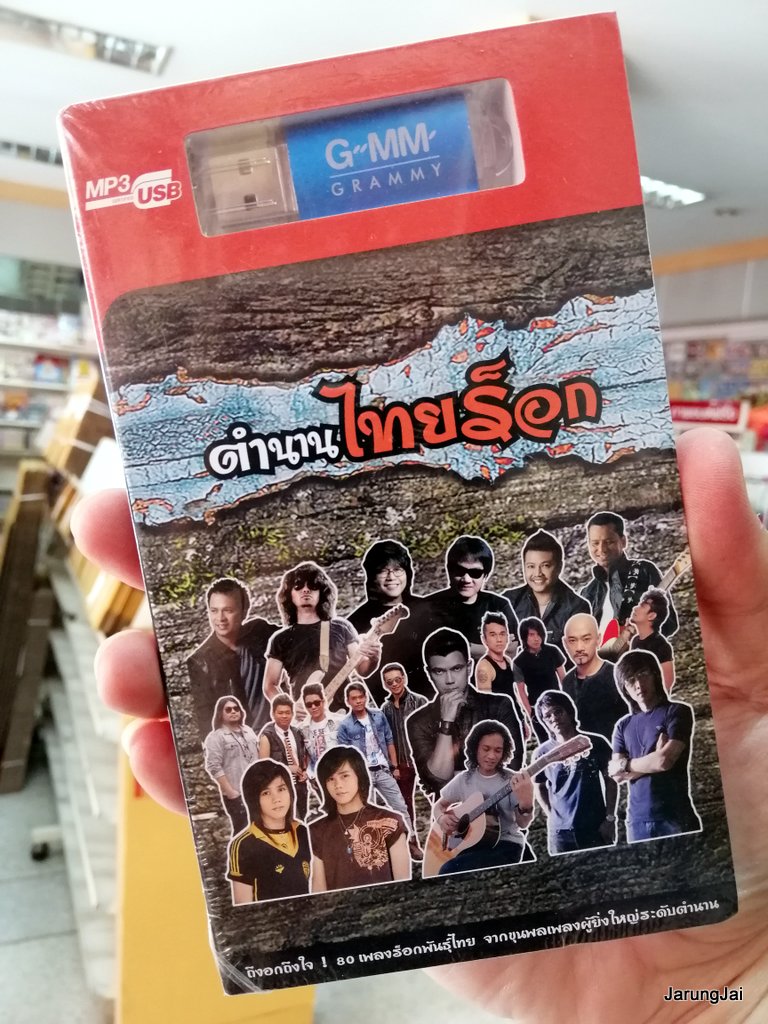 MP3
USB
G"MM'
GRAMMY
ตำนานไทยร็อก
ถึงอกถึงใจ ! 80 เพลงร็อกพันธุ์ไทย จากขุนพลเพลงผู้ยิ่งใหญ่ระดับตำนาน
JarungJai